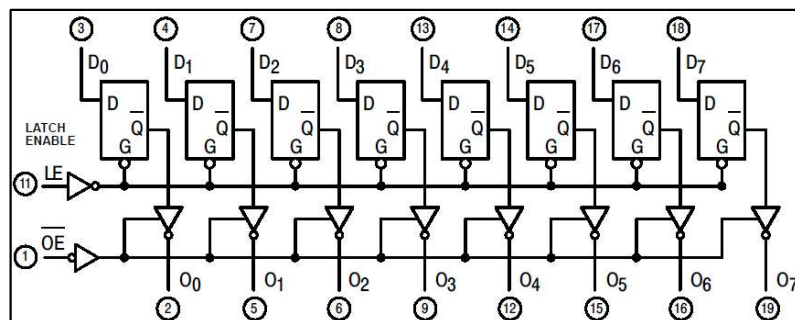 3 4 7 8 13 14 17 18
D0 D1 D2 D3 D4 D5 D6 D7
D D D D D D D D
Q Q Q Q Q Q Q Q
G G G G G G G G
LATCH
ENABLE
11 LE
1 OE
O0 O1 O2 O3 O4 O5 O6 O7
2 5 6 9 12 15 16 19